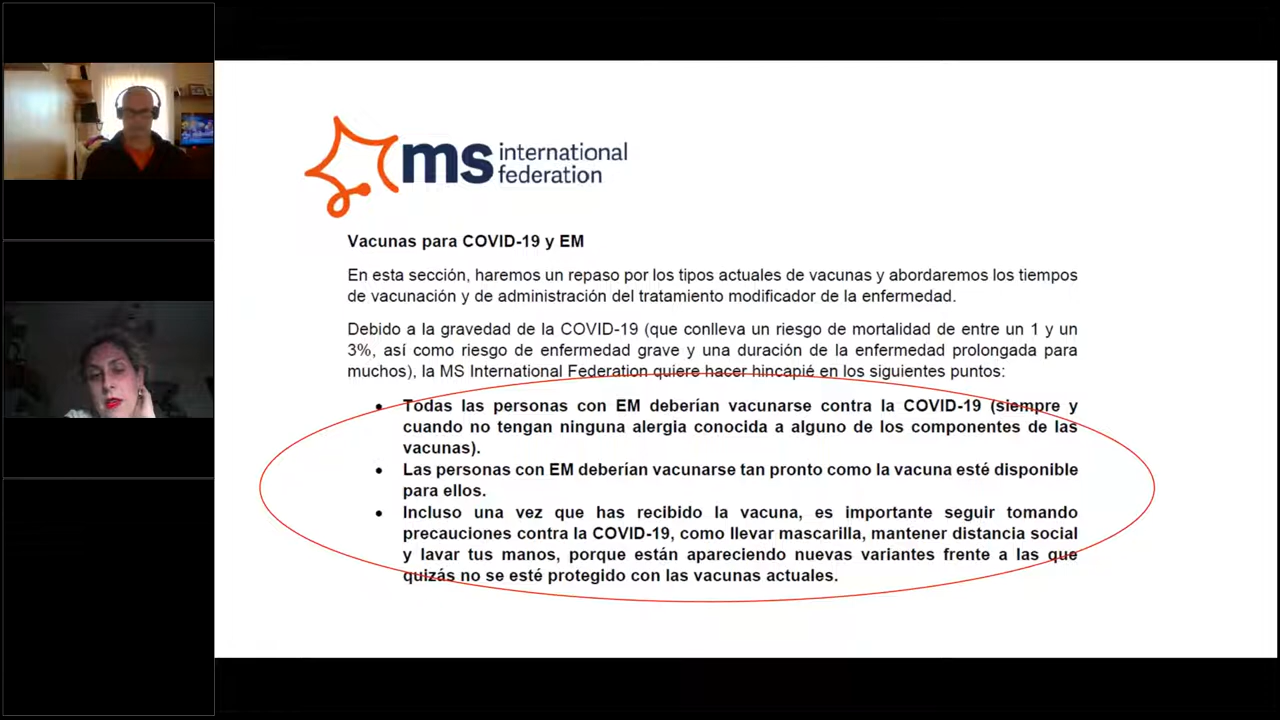 ms international
federation
Vacunas para COVID-19 y EM
En esta sección, haremos un repaso por los tipos actuales de vacunas y abordaremos los tiempos
de vacunación y de administración del tratamiento modificador de la enfermedad.
Debido a la gravedad de la COVID-19 (que conlleva un riesgo de mortalidad de entre un 1 y un
3%, así como riesgo de enfermedad grave y una duración de la enfermedad prolongada para
muchos), la MS International Federation quiere hacer hincapié en los siguientes puntos:
• Todas las personas con EM deberían vacunarse contra la COVID-19 (siempre y
cuando no tengan ninguna alergia conocida a alguno de los componentes de las
vacunas).
• Las personas con EM deberían vacunarse tan pronto como la vacuna esté disponible
para ellos.
• Incluso una vez que has recibido la vacuna, es importante seguir tomando
precauciones contra la COVID-19, como llevar mascarilla, mantener distancia social
y lavar tus manos, porque están apareciendo nuevas variantes frente a las que
quizás no se esté protegido con las vacunas actuales.